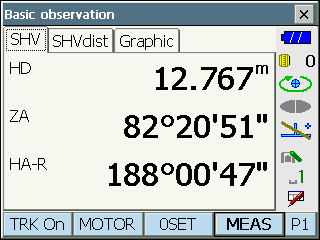 Basic observation
SHV SHVdist Graphic
HD 12.767m
0
ZA 82°20'51"
HA-R 188°00'47"
1
TRK On MOTOR 0SET MEAS P1